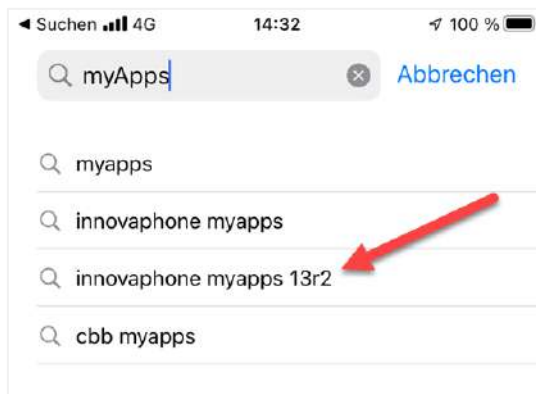 ◀ Suchen 4G 14:32 100 %
myApps Abbrechen
myapps
innovaphone myapps
innovaphone myapps 13r2
cbb myapps